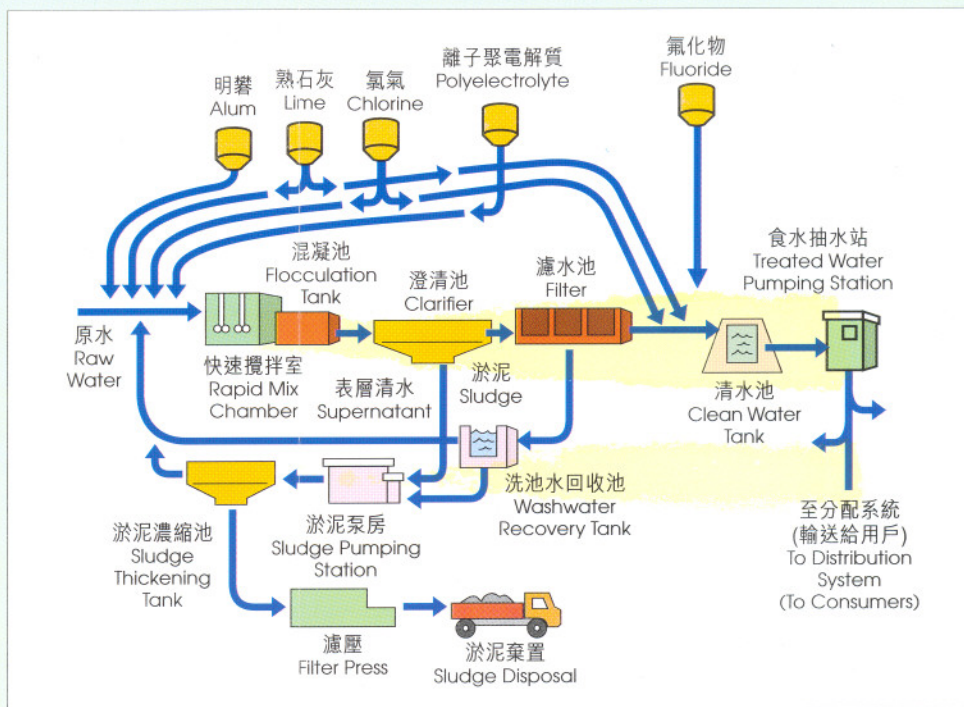 明礬
Alum
熟石灰
Lime
氯氣
Chlorine
離子聚電解質
Polyelectrolyte
氟化物
Fluoride
混凝池
Flocculation
Tank
澄清池
Clarifier
濾水池
Filter
食水抽水站
Treated Water
Pumping Station
原水
Raw
Water
快速攪拌室
Rapid Mix
Chamber
表層清水
Supernatant
淤泥
Sludge
清水池
Clean Water
Tank
洗池水回收池
Washwater
Recovery Tank
淤泥濃縮池
Sludge
Thickening
Tank
淤泥泵房
Sludge Pumping
Station
至分配系統
(輸送給用戶)
To Distribution
System
(To Consumers)
濾壓
Filter Press
淤泥棄置
Sludge Disposal